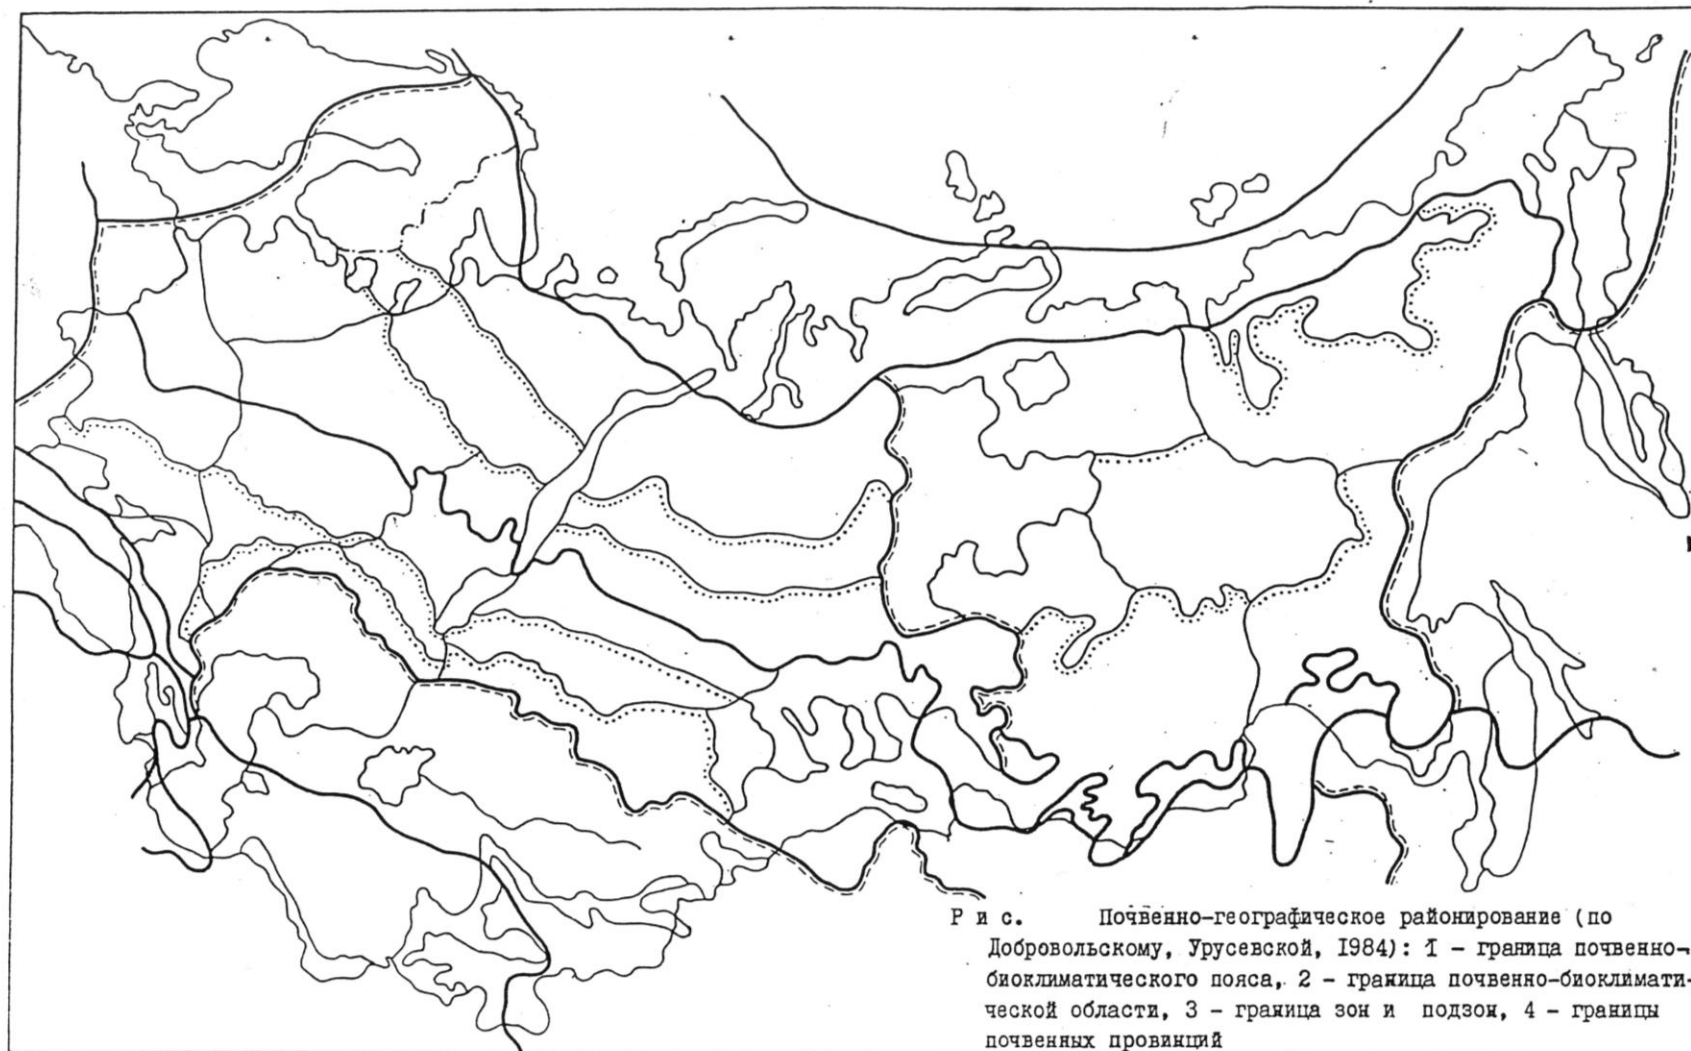 Р и с. Почвенно-географическое районирование (по
Добровольскому, Урусевской, 1984): 1 – граница почвенно-
биоклиматического пояса, 2 – граница почвенно-биоклимати-
ческой области, 3 – граница зон и подзон, 4 – границы
почвенных провинций